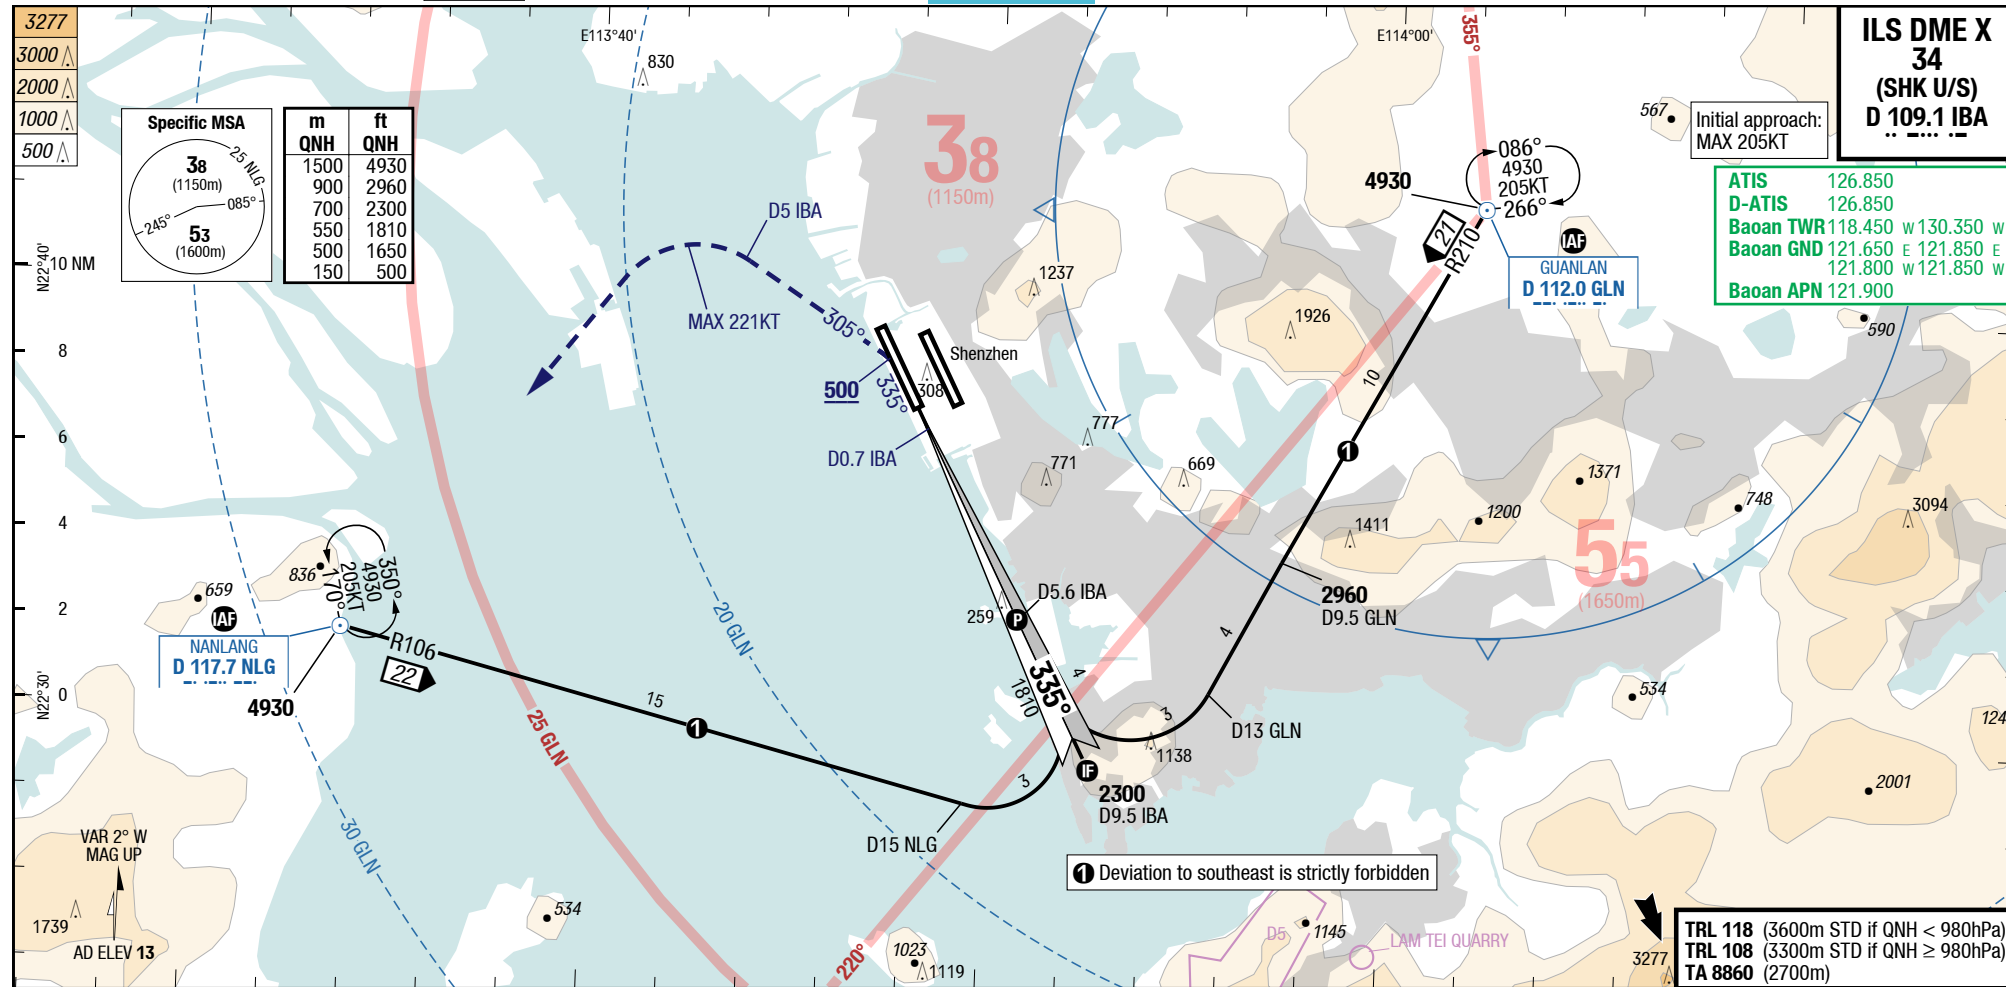 3277
3000
2000
1000
500
Specific MSA
38
(1150m)
25 NLG
085°
245°
53
(1600m)
m ft
QNH QNH
1500 4930
900 2960
700 2300
550 1810
500 1650
150 500
E113°40'
830
E114°00'
355°
567
Initial approach:
MAX 205KT
ILS DME X
34
(SHK U/S)
D 109.1 IBA
ATIS 126.850
D-ATIS 126.850
Baoan TWR 118.450 W 130.350 W
Baoan GND 121.650 E 121.850 E
121.800 W 121.850 W
Baoan APN 121.900
38
(1150m)
086°
4930
205KT
266°
4930
21
R210
IAF
GUANLAN
D 112.0 GLN
N22°40'
10 NM
8
6
4
2
0
N22°30'
D5 IBA
MAX 221KT
305°
500
335°
308
Shenzhen
D0.7 IBA
1237
1926
590
10
1
777
771
669
1411
1200
1371
748
3094
55
(1650m)
836
659
350°
4930
205KT
170°
IAF
NANLANG
D 117.7 NLG
R106
22
4930
20 GLN
259
P
D5.6 IBA
2960
D9.5 GLN
4
4
335°
1810
15
1
25 GLN
3
3
D13 GLN
1138
IF
2300
D9.5 IBA
D15 NLG
534
124
2001
30 GLN
VAR 2° W
MAG UP
1739
AD ELEV 13
534
1 Deviation to southeast is strictly forbidden
220°
1023
1119
D5
1145
LAM TEI QUARRY
3277
TRL 118 (3600m STD if QNH < 980hPa)
TRL 108 (3300m STD if QNH ≥ 980hPa)
TA 8860 (2700m)